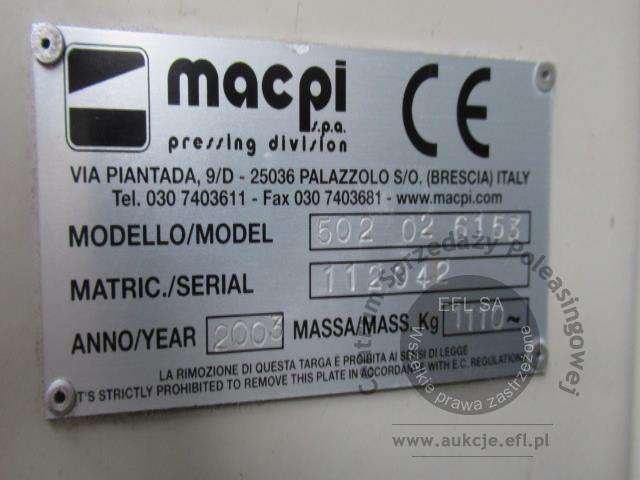 macpi
s.p.a.
pressing division
CE
VIA PIANTADA, 9/D - 25036 PALAZZOLO S/O. (BRESCIA) ITALY
Tel. 030 7403611 - Fax 030 7403681 - www.macpi.com
MODELLO/MODEL 502 02 6153
MATRIC./SERIAL 112942
ANNO/YEAR 2003 MASSA/MASS. Kg 1110~
LA RIMOZIONE DI QUESTA TARGA È PROIBITA AI SENSI DI LEGGE
IT'S STRICTLY PROHIBITED TO REMOVE THIS PLATE IN ACCORDANCE WITH E.C. REGULATIONS
Centrum Sprzedaży Poleasingowej
EFL SA
Wszelkie prawa zastrzeżone
www.aukcje.efl.pl